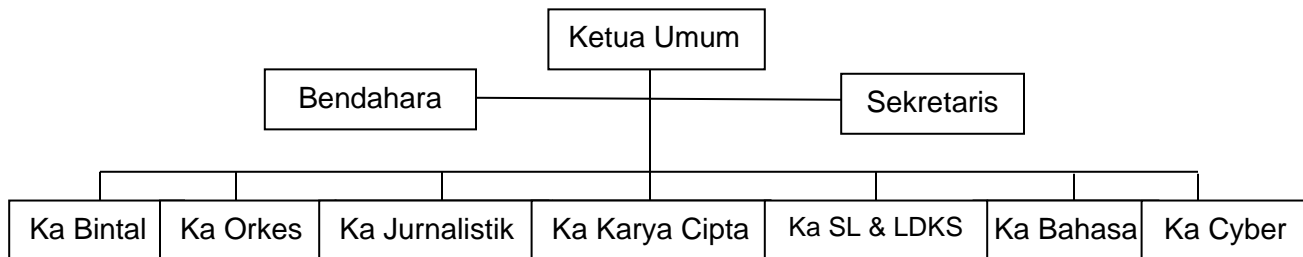 Ketua Umum
Bendahara
Sekretaris
Ka Bintal
Ka Orkes
Ka Jurnalistik
Ka Karya Cipta
Ka SL & LDKS
Ka Bahasa
Ka Cyber